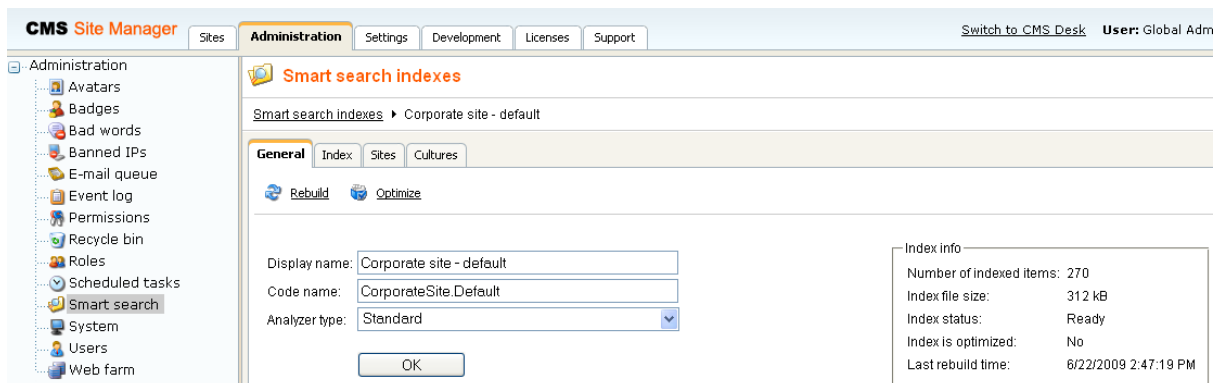 CMS Site Manager
Sites Administration Settings Development Licenses Support
Switch to CMS Desk User: Global Adm
Administration
Avatars
Badges
Bad words
Banned IPs
E-mail queue
Event log
Permissions
Recycle bin
Roles
Scheduled tasks
Smart search
System
Users
Web farm
Smart search indexes
Smart search indexes Corporate site - default
General Index Sites Cultures
Rebuild Optimize
Display name: Corporate site - default
Code name: CorporateSite.Default
Analyzer type: Standard
OK
Index info
Number of indexed items: 270
Index file size: 312 kB
Index status: Ready
Index is optimized: No
Last rebuild time: 6/22/2009 2:47:19 PM